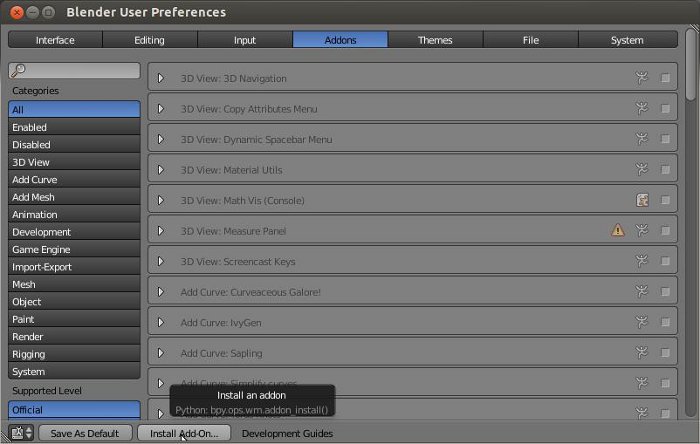 Blender User Preferences
Interface Editing Input Addons Themes File System
Categories
All
Enabled
Disabled
3D View
Add Curve
Add Mesh
Animation
Development
Game Engine
Import-Export
Mesh
Object
Paint
Render
Rigging
System
Supported Level
Official
3D View: 3D Navigation
3D View: Copy Attributes Menu
3D View: Dynamic Spacebar Menu
3D View: Material Utils
3D View: Math Vis (Console)
3D View: Measure Panel
3D View: Screencast Keys
Add Curve: Curveaceous Galore!
Add Curve: IvyGen
Add Curve: Sapling
Add Curve: Simplify curves
Install an addon
Python: bpy.ops.wm.addon_install()
Save As Default Install Add-On... Development Guides